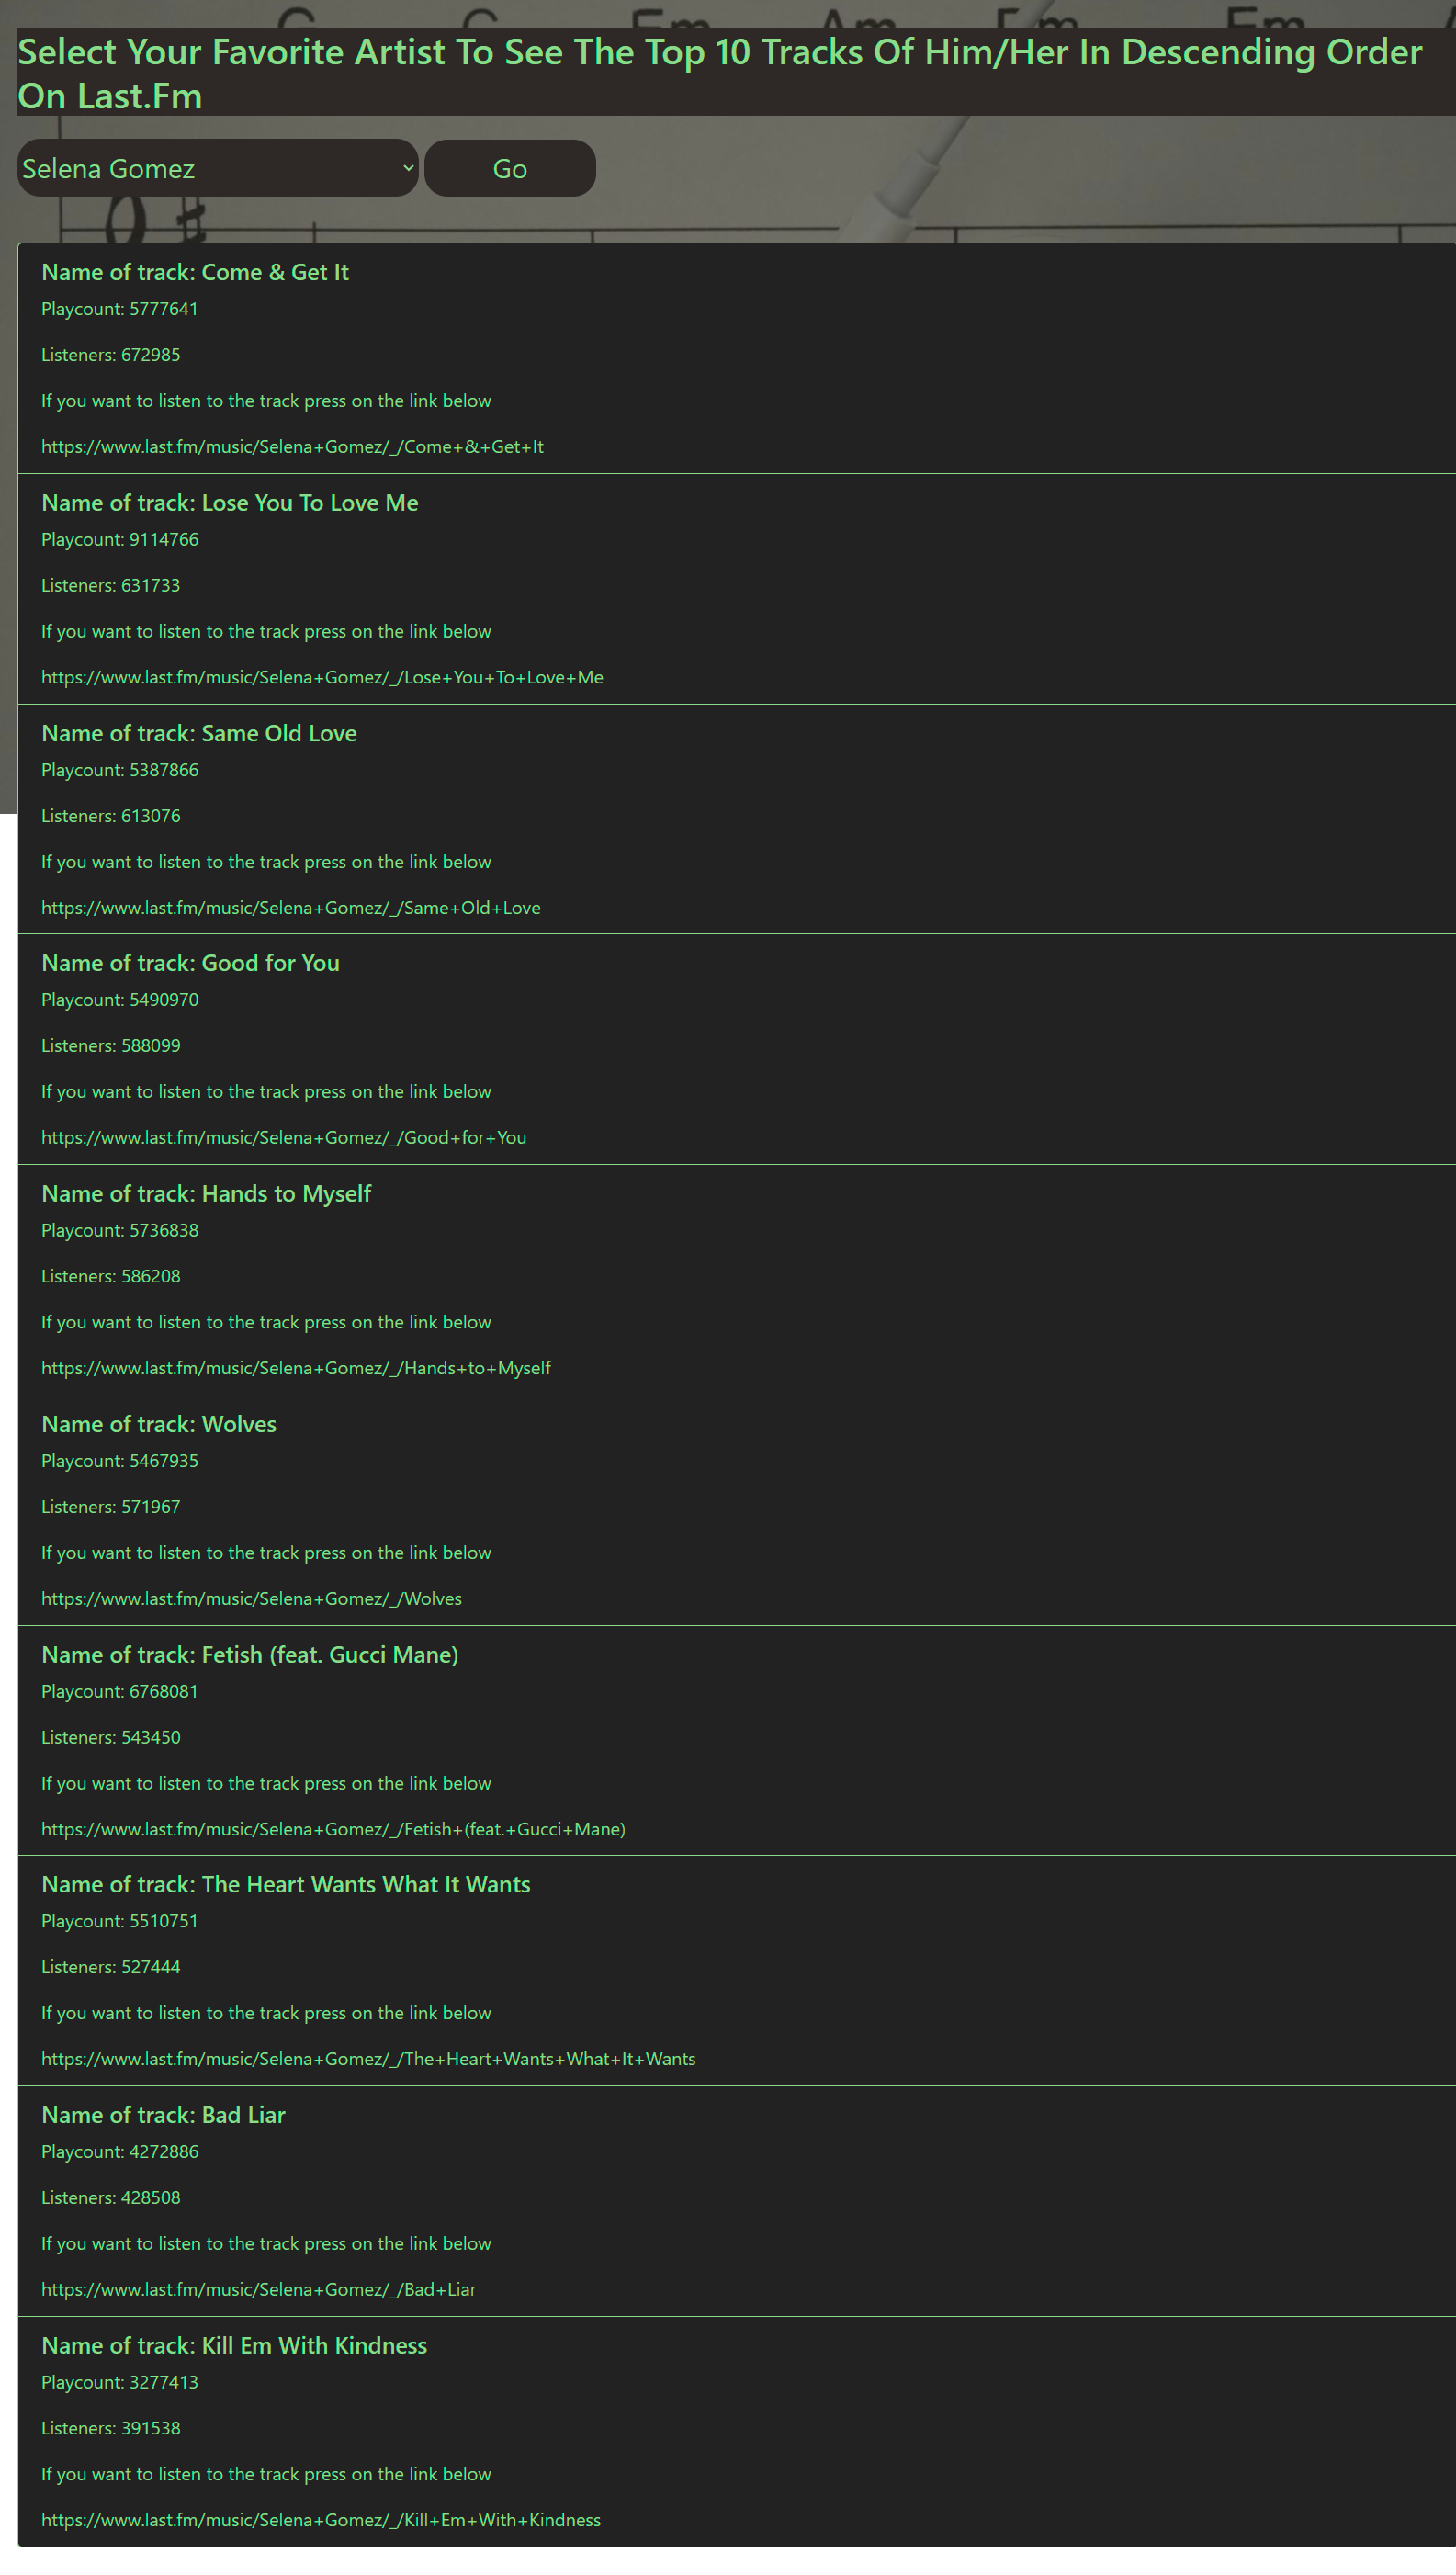 G G Em Am Em
Select Your Favorite Artist To See The Top 10 Tracks Of Him/Her In Descending Order
On Last.Fm
Selena Gomez Go
Name of track: Come & Get It
Playcount: 5777641
Listeners: 672985
If you want to listen to the track press on the link below
https://www.last.fm/music/Selena+Gomez/_/Come+&+Get+It
Name of track: Lose You To Love Me
Playcount: 9114766
Listeners: 631733
If you want to listen to the track press on the link below
https://www.last.fm/music/Selena+Gomez/_/Lose+You+To+Love+Me
Name of track: Same Old Love
Playcount: 5387866
Listeners: 613076
If you want to listen to the track press on the link below
https://www.last.fm/music/Selena+Gomez/_/Same+Old+Love
Name of track: Good for You
Playcount: 5490970
Listeners: 588099
If you want to listen to the track press on the link below
https://www.last.fm/music/Selena+Gomez/_/Good+for+You
Name of track: Hands to Myself
Playcount: 5736838
Listeners: 586208
If you want to listen to the track press on the link below
https://www.last.fm/music/Selena+Gomez/_/Hands+to+Myself
Name of track: Wolves
Playcount: 5467935
Listeners: 571967
If you want to listen to the track press on the link below
https://www.last.fm/music/Selena+Gomez/_/Wolves
Name of track: Fetish (feat. Gucci Mane)
Playcount: 6768081
Listeners: 543450
If you want to listen to the track press on the link below
https://www.last.fm/music/Selena+Gomez/_/Fetish+(feat.+Gucci+Mane)
Name of track: The Heart Wants What It Wants
Playcount: 5510751
Listeners: 527444
If you want to listen to the track press on the link below
https://www.last.fm/music/Selena+Gomez/_/The+Heart+Wants+What+It+Wants
Name of track: Bad Liar
Playcount: 4272886
Listeners: 428508
If you want to listen to the track press on the link below
https://www.last.fm/music/Selena+Gomez/_/Bad+Liar
Name of track: Kill Em With Kindness
Playcount: 3277413
Listeners: 391538
If you want to listen to the track press on the link below
https://www.last.fm/music/Selena+Gomez/_/Kill+Em+With+Kindness